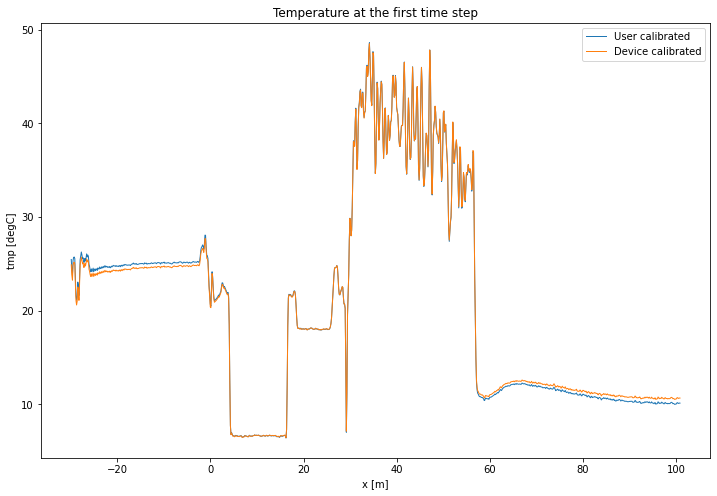 Temperature at the first time step
User calibrated
Device calibrated
50
40
30
20
10
tmp [degC]
−20
0
20
40
60
80
100
x [m]